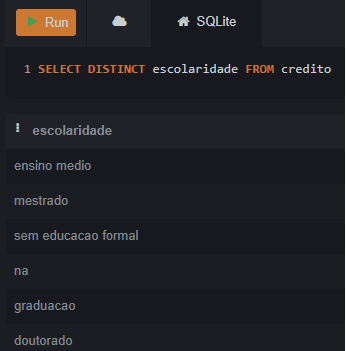 Run
SQLite
1 SELECT DISTINCT escolaridade FROM credito
escolaridade
ensino medio
mestrado
sem educacao formal
na
graduacao
doutorado